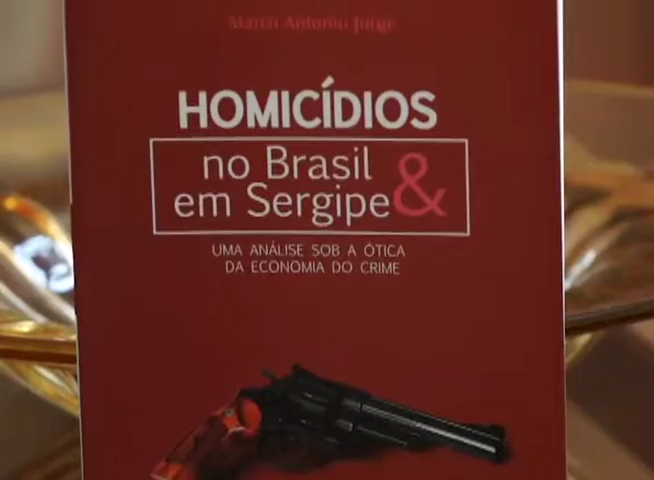 Marco Antonio Jorge
HOMICÍDIOS
no Brasil &
em Sergipe
UMA ANÁLISE SOB A ÓTICA
DA ECONOMIA DO CRIME